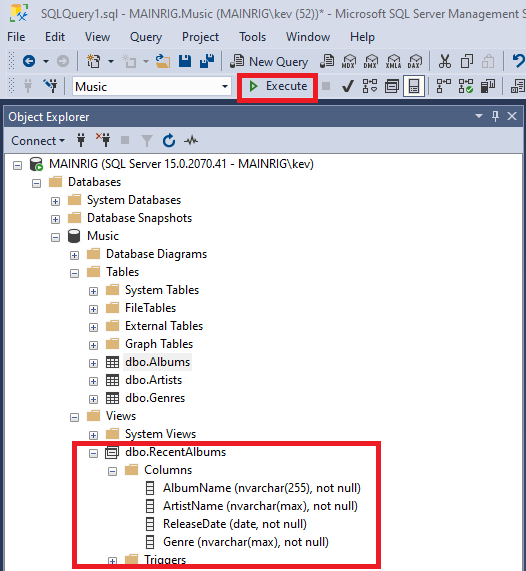 SQLQuery1.sql - MAINRIG.Music (MAINRIG\kev (52))* - Microsoft SQL Server Management S
File Edit View Query Project Tools Window Help
New Query MDX DMX XMLA DAX
Music Execute
Object Explorer
Connect
MAINRIG (SQL Server 15.0.2070.41 - MAINRIG\kev)
Databases
System Databases
Database Snapshots
Music
Database Diagrams
Tables
System Tables
FileTables
External Tables
Graph Tables
dbo.Albums
dbo.Artists
dbo.Genres
Views
System Views
dbo.RecentAlbums
Columns
AlbumName (nvarchar(255), not null)
ArtistName (nvarchar(max), not null)
ReleaseDate (date, not null)
Genre (nvarchar(max), not null)
Triggers